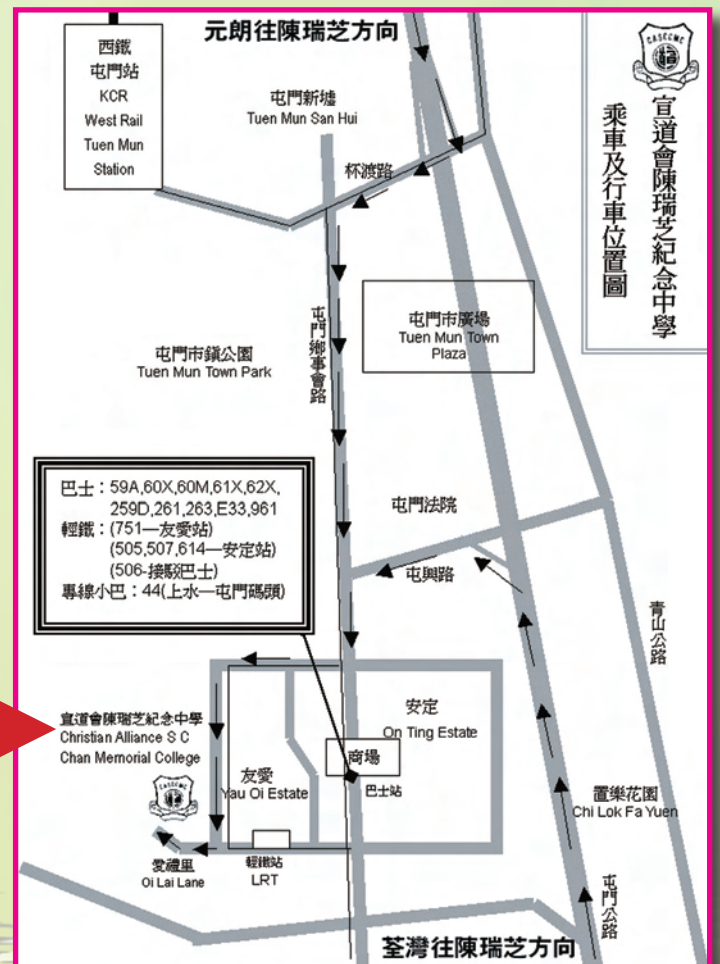 元朗往陳瑞芝方向
CASCCMC
宣道會陳瑞芝紀念中學
乘車及行車位置圖
西鐵
屯門站
KCR
West Rail
Tuen Mun
Station
屯門新墟
Tuen Mun San Hui
杯渡路
屯門鄉事會路
屯門市廣場
Tuen Mun Town
Plaza
屯門市鎮公園
Tuen Mun Town Park
巴士：59A,60X,60M,61X,62X,
259D,261,263,E33,961
輕鐵：(751—友愛站)
(505,507,614—安定站)
(506-接駁巴士)
專線小巴：44(上水—屯門碼頭)
屯門法院
屯興路
青山公路
宣道會陳瑞芝紀念中學
Christian Alliance S C
Chan Memorial College
安定
On Ting Estate
商場
巴士站
友愛
Yau Oi Estate
置樂花園
Chi Lok Fa Yuen
愛禮里
Oi Lai Lane
輕鐵站
LRT
屯門公路
荃灣往陳瑞芝方向